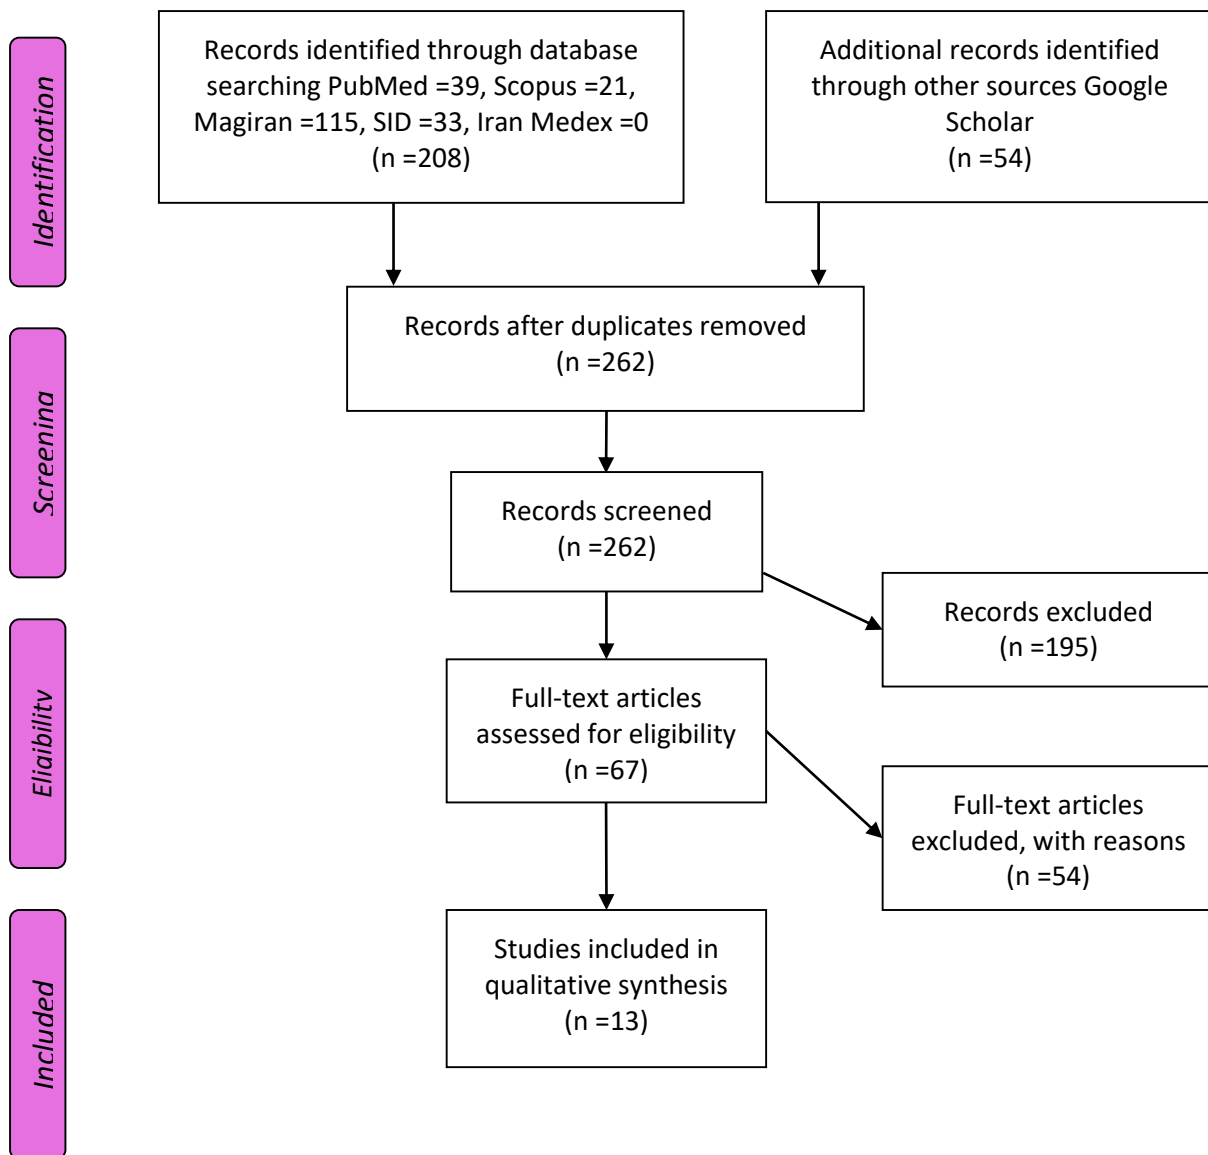 Identification
Records identified through database
searching PubMed =39, Scopus =21,
Magiran =115, SID =33, Iran Medex =0
(n =208)
Additional records identified
through other sources Google
Scholar
(n =54)
Records after duplicates removed
(n =262)
Screening
Records screened
(n =262)
Records excluded
(n =195)
Eligibility
Full-text articles
assessed for eligibility
(n =67)
Full-text articles
excluded, with reasons
(n =54)
Included
Studies included in
qualitative synthesis
(n =13)